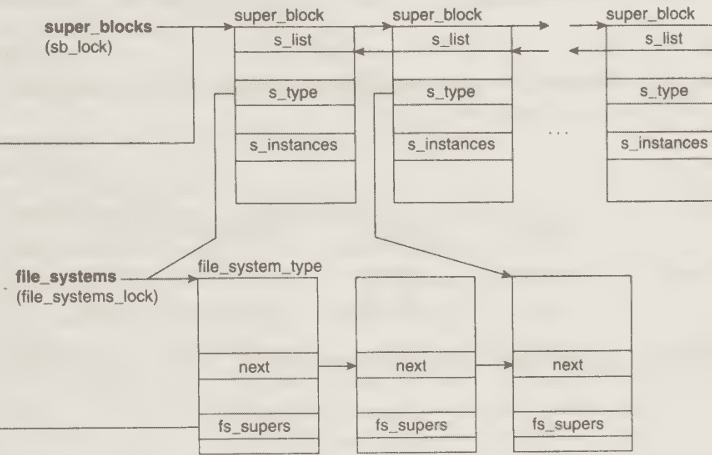 super_blocks
(sb_lock)
super_block
s_list
s_type
s_instances
super_block
s_list
s_type
s_instances
. . .
super_block
s_list
s_type
s_instances
file_systems
(file_systems_lock)
file_system_type
next
fs_supers
next
fs_supers
next
fs_supers